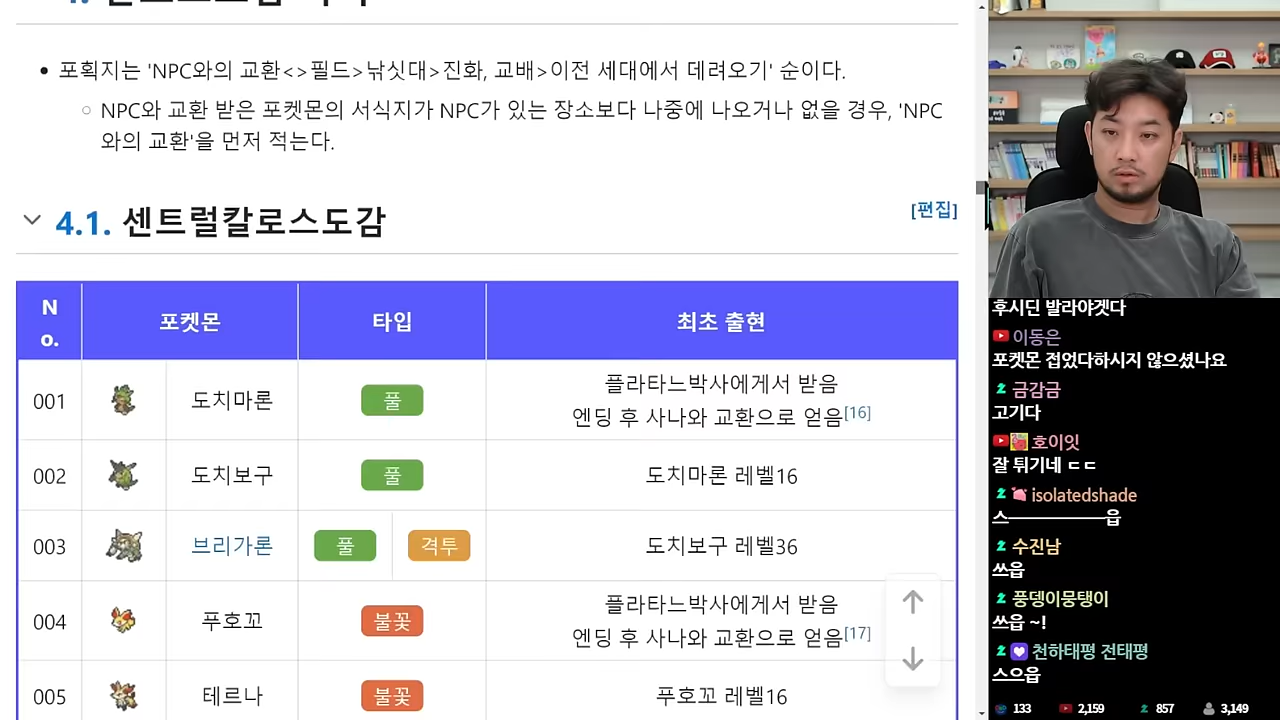 • 포획지는 'NPC와의 교환<>필드>낚싯대>진화, 교배>이전 세대에서 데려오기' 순이다.
○ NPC와 교환 받은 포켓몬의 서식지가 NPC가 있는 장소보다 나중에 나오거나 없을 경우, 'NPC
와의 교환'을 먼저 적는다.
4.1. 센트럴칼로스도감
[편집]
No. 포켓몬 타입 최초 출현
001 도치마론 풀 플라타느박사에게서 받음
엔딩 후 사나와 교환으로 얻음[16]
002 도치보구 풀 도치마론 레벨16
003 브리가론 풀 격투 도치보구 레벨36
004 푸호꼬 불꽃 플라타느박사에게서 받음
엔딩 후 사나와 교환으로 얻음[17]
005 테르나 불꽃 푸호꼬 레벨16
후시딘 발라야겟다
이동은
포켓몬 접었다하시지 않으셨나요
금감금
고기다
호이잇
잘 튀기네 ㄷㄷ
isolatedshade
스──────읍
수진남
쓰읍
풍뎅이뭉탱이
쓰읍 ~!
천하태평 전태평
스으읍
133 2,159 857 3,149